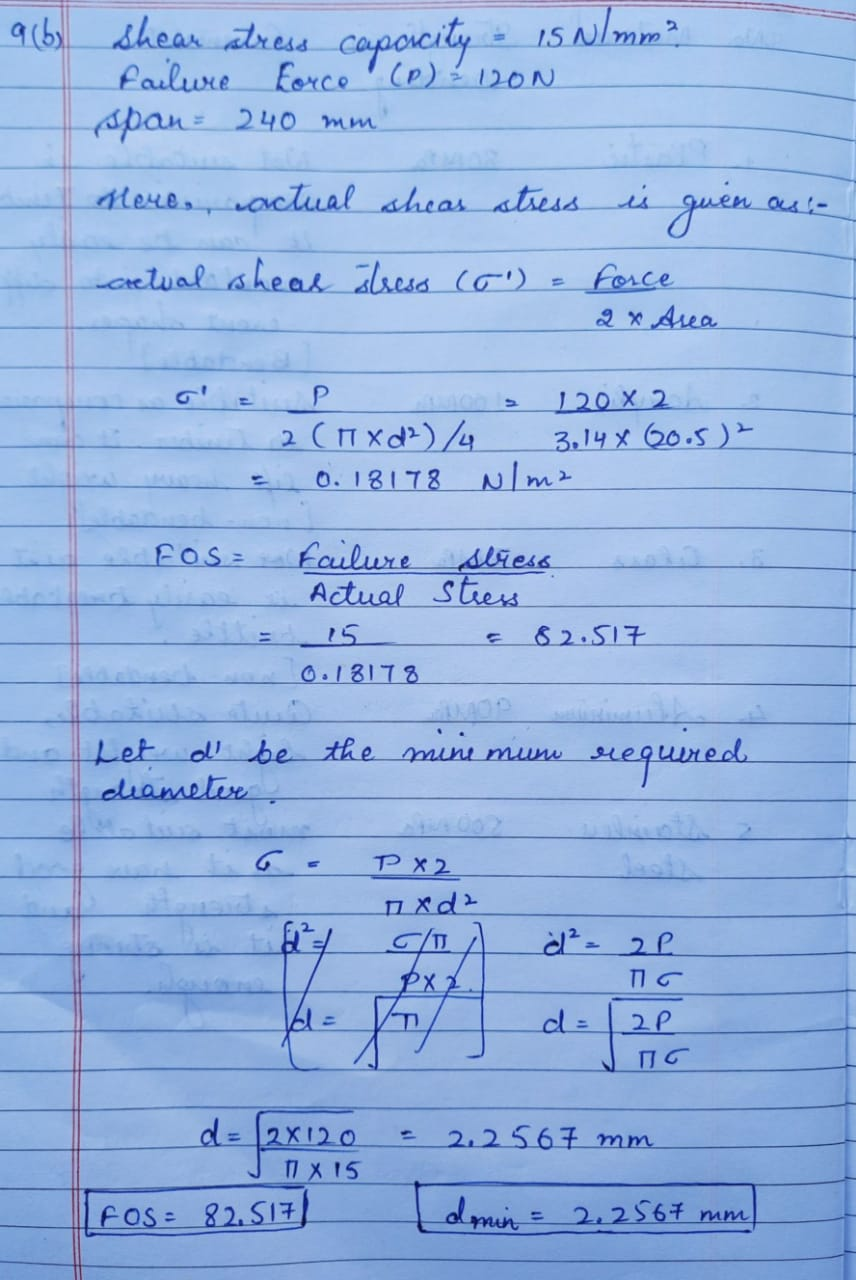 9(b) Shear stress capacity = 15 N/mm².
Failure Force (P) = 120N
span = 240 mm
Here, actual shear stress is given as:-
actual shear stress (σ') = Force
2 x Area
σ' = P = 120 x 2
2 (π x d²)/4 3.14 x (20.5)²
= 0.18178 N/m²
FOS = Failure stress
Actual Stress
= 15 = 82.517
0.18178
Let d' be the minimum required
diameter.
σ = P x 2
π x d²
d² = σ/π d² = 2P
P x 2 πσ
d = √π d = √2P
πσ
d = √2x120 = 2.2567 mm
π x 15
FOS = 82.517 dmin = 2.2567 mm